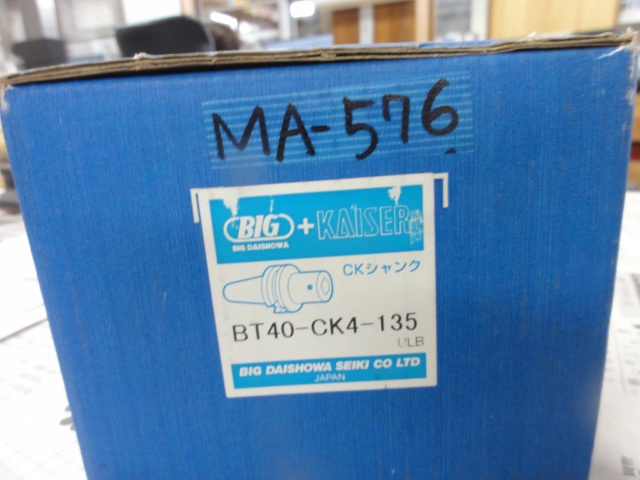 MA-576
BIG + KAISER
BIG DAISHOWA
CKシャンク
BT40-CK4-135
ULB
BIG DAISHOWA SEIKI CO LTD
JAPAN